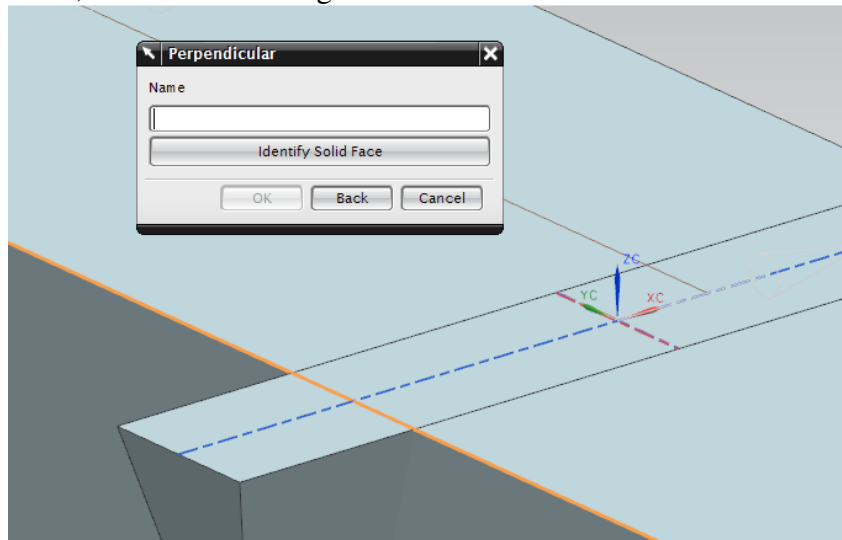 Perpendicular
Name
Identify Solid Face
OK Back Cancel
ZC
YC XC